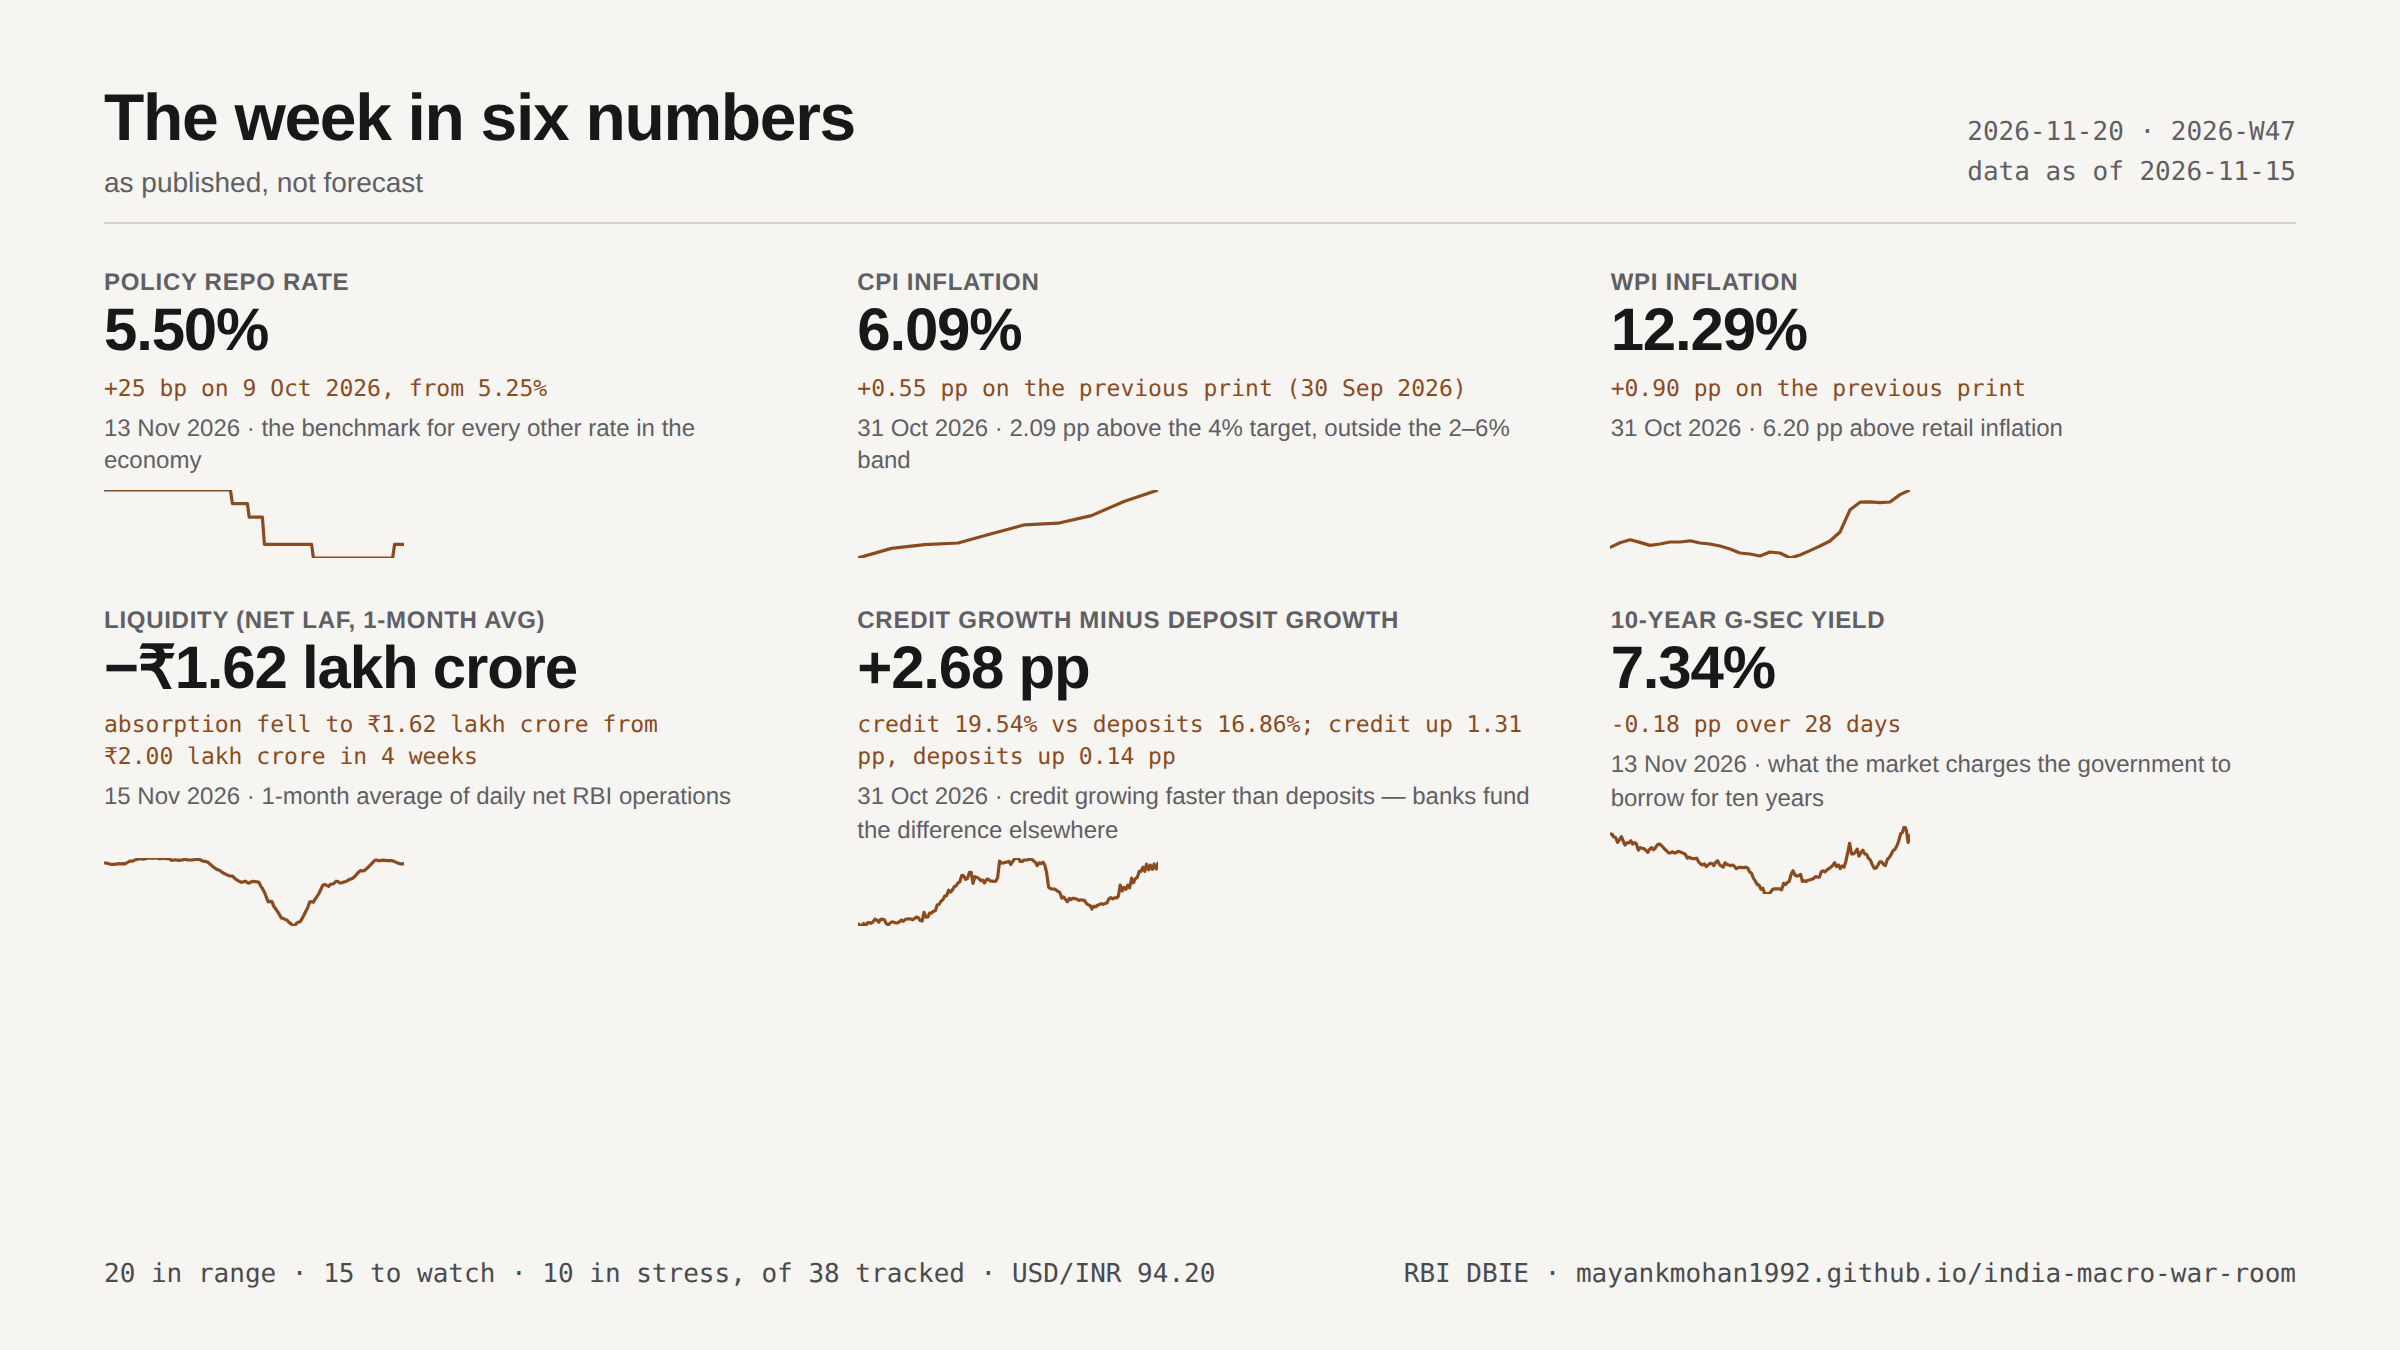 The week in six numbers
as published, not forecast
2026-11-20 · 2026-W47
data as of 2026-11-15
POLICY REPO RATE
5.50%
+25 bp on 9 Oct 2026, from 5.25%
13 Nov 2026 · the benchmark for every other rate in the
economy
CPI INFLATION
6.09%
+0.55 pp on the previous print (30 Sep 2026)
31 Oct 2026 · 2.09 pp above the 4% target, outside the 2–6%
band
WPI INFLATION
12.29%
+0.90 pp on the previous print
31 Oct 2026 · 6.20 pp above retail inflation
LIQUIDITY (NET LAF, 1-MONTH AVG)
−₹1.62 lakh crore
absorption fell to ₹1.62 lakh crore from
₹2.00 lakh crore in 4 weeks
15 Nov 2026 · 1-month average of daily net RBI operations
CREDIT GROWTH MINUS DEPOSIT GROWTH
+2.68 pp
credit 19.54% vs deposits 16.86%; credit up 1.31
pp, deposits up 0.14 pp
31 Oct 2026 · credit growing faster than deposits — banks fund
the difference elsewhere
10-YEAR G-SEC YIELD
7.34%
-0.18 pp over 28 days
13 Nov 2026 · what the market charges the government to
borrow for ten years
20 in range · 15 to watch · 10 in stress, of 38 tracked · USD/INR 94.20
RBI DBIE · mayankmohan1992.github.io/india-macro-war-room